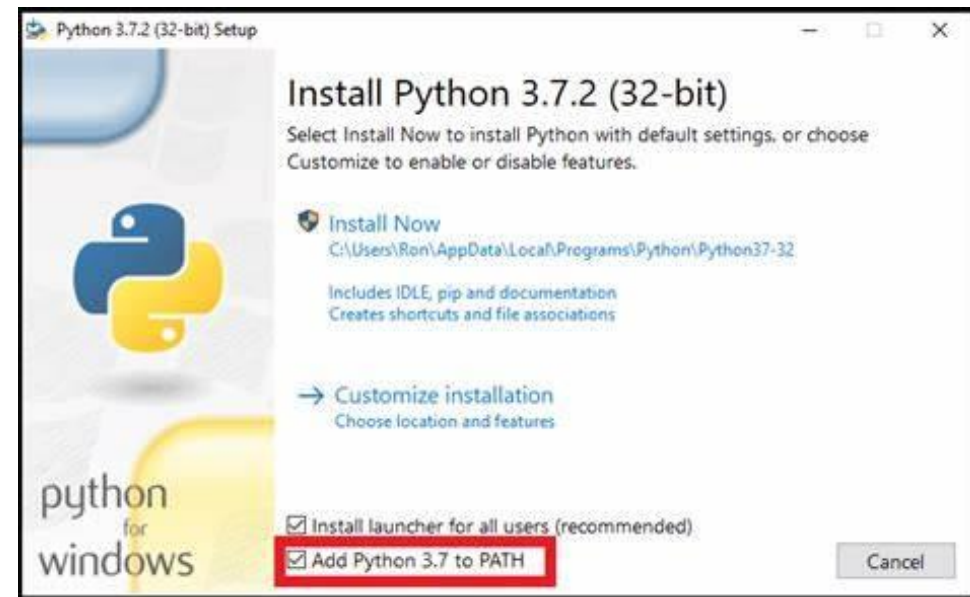 Python 3.7.2 (32-bit) Setup
Install Python 3.7.2 (32-bit)
Select Install Now to install Python with default settings, or choose
Customize to enable or disable features.
Install Now
C:\Users\Ron\AppData\Local\Programs\Python\Python37-32
Includes IDLE, pip and documentation
Creates shortcuts and file associations
Customize installation
Choose location and features
python
for
windows
Install launcher for all users (recommended)
Add Python 3.7 to PATH
Cancel